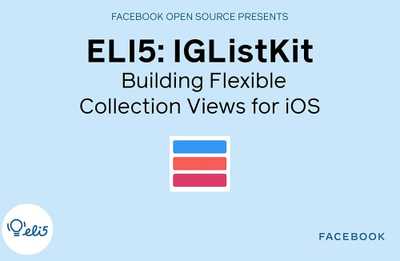 FACEBOOK OPEN SOURCE PRESENTS
ELI5: IGListKit
Building Flexible
Collection Views for iOS
eli5
FACEBOOK